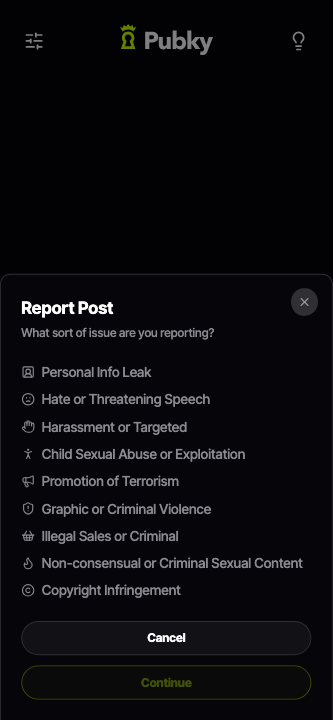 Pubky
Report Post
What sort of issue are you reporting?
Personal Info Leak
Hate or Threatening Speech
Harassment or Targeted
Child Sexual Abuse or Exploitation
Promotion of Terrorism
Graphic or Criminal Violence
Illegal Sales or Criminal
Non-consensual or Criminal Sexual Content
Copyright Infringement
Cancel
Continue